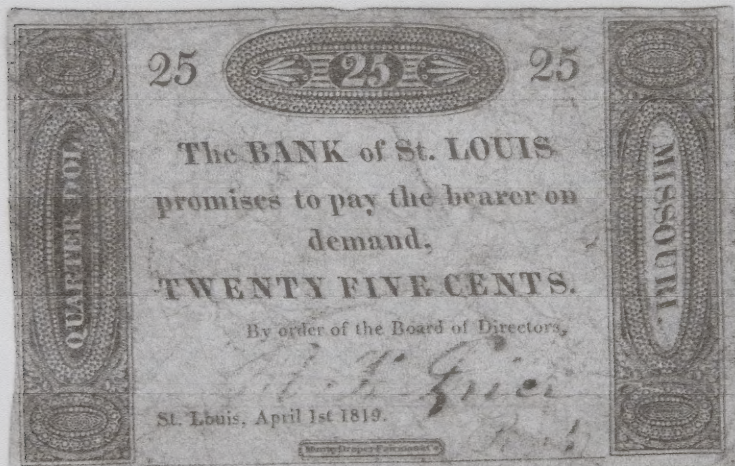 25 25 25
The BANK of St. LOUIS
promises to pay the bearer on
demand,
TWENTY FIVE CENTS.
By order of the Board of Directors,
Grier
St. Louis, April 1st 1819.
QUARTER DOL
MISSOURI.